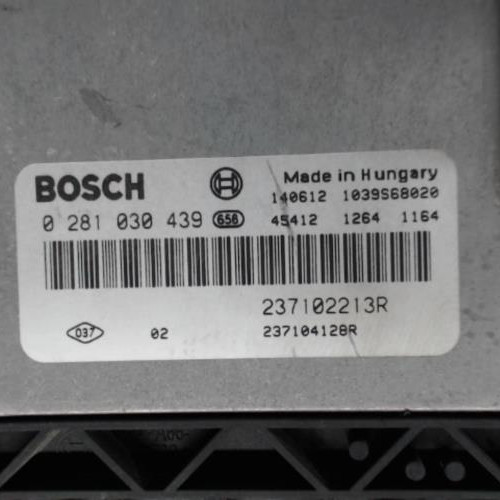 BOSCH Made in Hungary
140612 1039S68020
0 281 030 439 656 45412 1264 1164
237102213R
037 02 237104128R